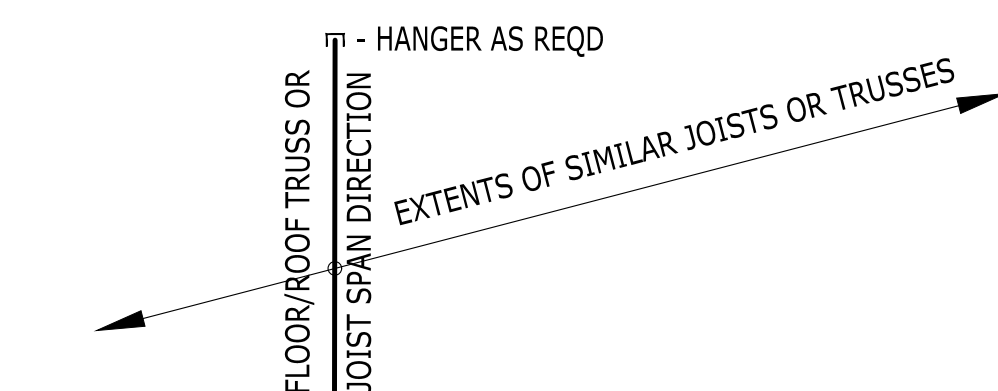 - HANGER AS REQD
FLOOR/ROOF TRUSS OR
JOIST SPAN DIRECTION
EXTENTS OF SIMILAR JOISTS OR TRUSSES